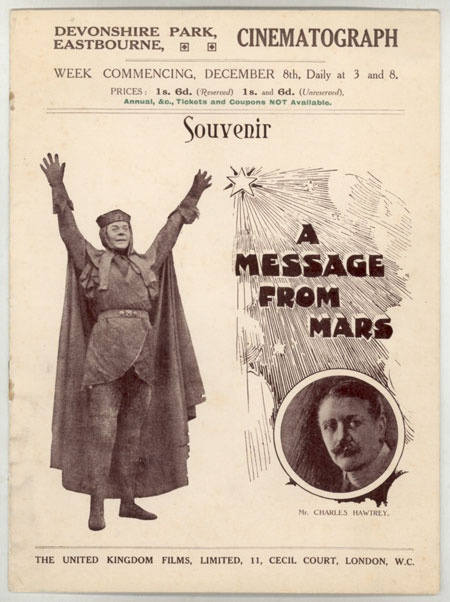 DEVONSHIRE PARK,
EASTBOURNE,
CINEMATOGRAPH
WEEK COMMENCING, DECEMBER 8th, Daily at 3 and 8.
PRICES: 1s. 6d. (Reserved) 1s. and 6d. (Unreserved).
Annual, &c., Tickets and Coupons NOT Available.
Souvenir
A
MESSAGE
FROM
MARS
Mr. CHARLES HAWTREY.
THE UNITED KINGDOM FILMS, LIMITED, 11, CECIL COURT, LONDON, W.C.